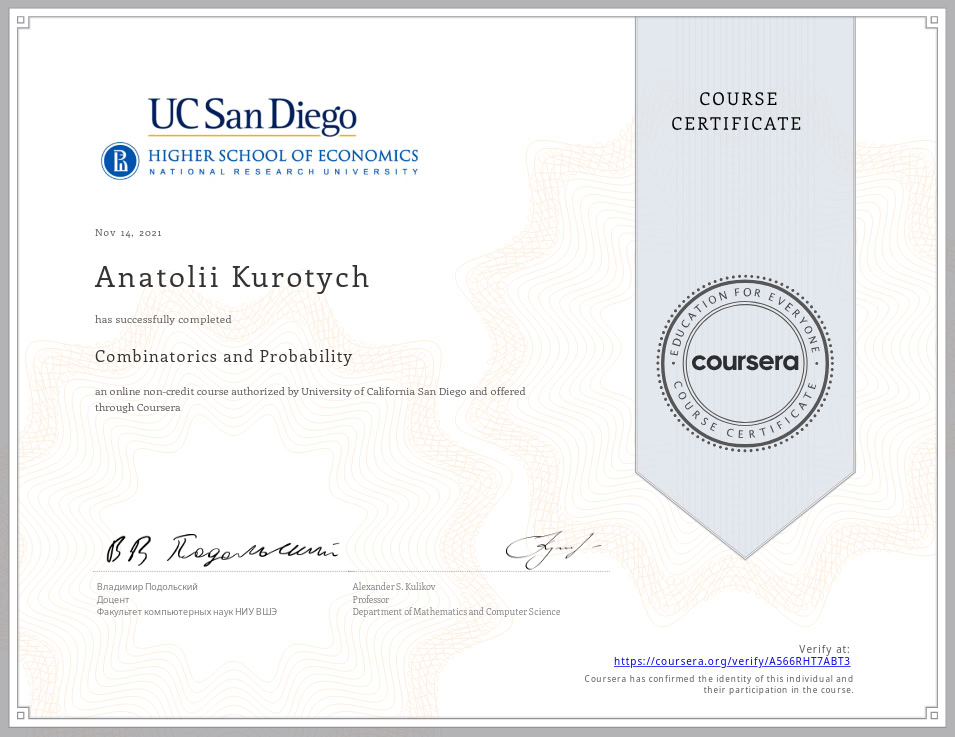 UC San Diego
HIGHER SCHOOL OF ECONOMICS
NATIONAL RESEARCH UNIVERSITY
Nov 14, 2021
Anatolii Kurotych
has successfully completed
Combinatorics and Probability
an online non-credit course authorized by University of California San Diego and offered
through Coursera
COURSE
CERTIFICATE
EDUCATION FOR EVERYONE
coursera
COURSE CERTIFICATE
ВВ Подольский
Владимир Подольский
Доцент
Факультет компьютерных наук НИУ ВШЭ
Alexander S. Kulikov
Professor
Department of Mathematics and Computer Science
Verify at:
https://coursera.org/verify/A566RHT7ABT3
Coursera has confirmed the identity of this individual and
their participation in the course.